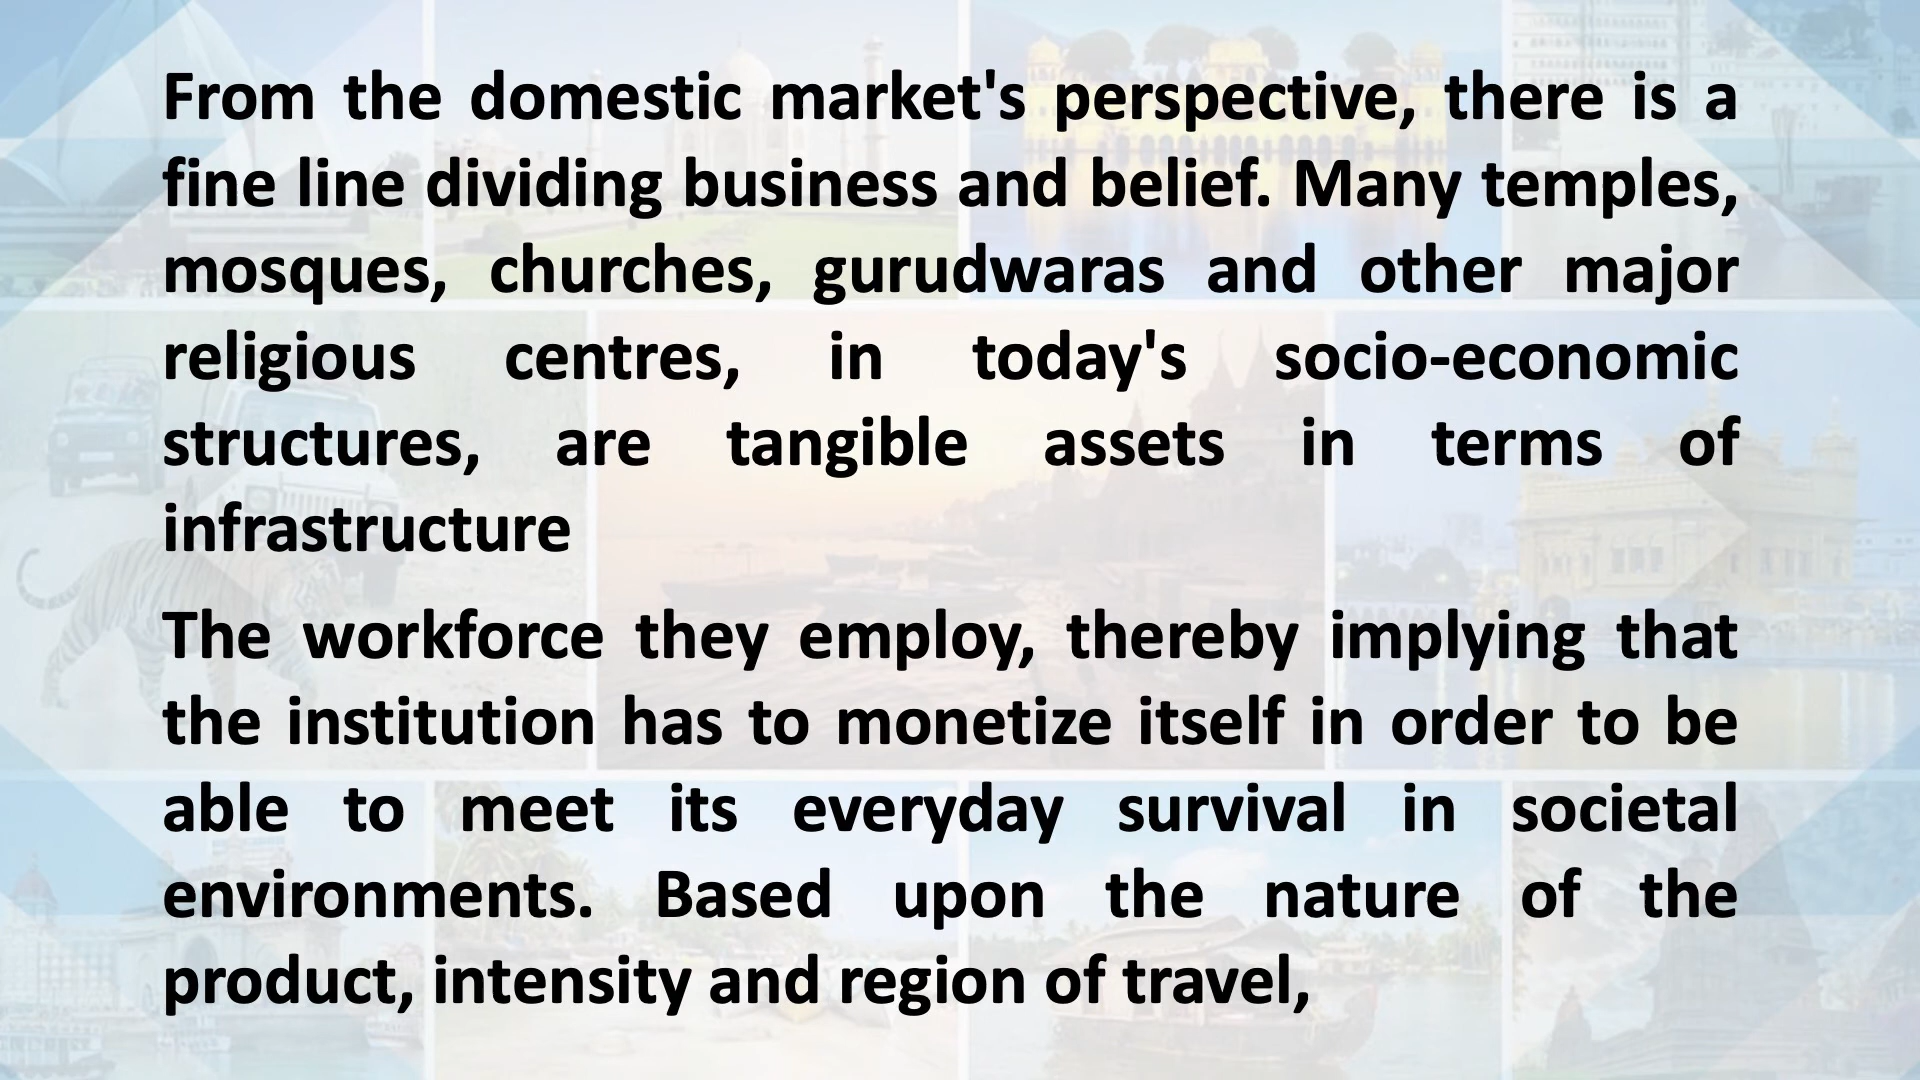 From the domestic market's perspective, there is a
fine line dividing business and belief. Many temples,
mosques, churches, gurudwaras and other major
religious centres, in today's socio-economic
structures, are tangible assets in terms of
infrastructure
The workforce they employ, thereby implying that
the institution has to monetize itself in order to be
able to meet its everyday survival in societal
environments. Based upon the nature of the
product, intensity and region of travel,